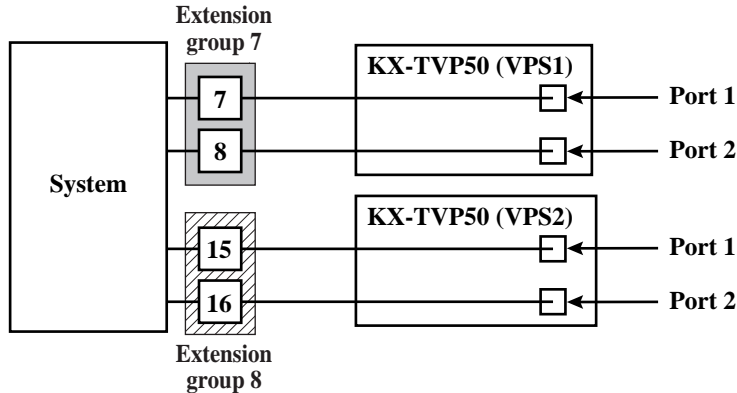 Extension
group 7
KX-TVP50 (VPS1)
7
Port 1
8
Port 2
System
KX-TVP50 (VPS2)
15
Port 1
16
Port 2
Extension
group 8